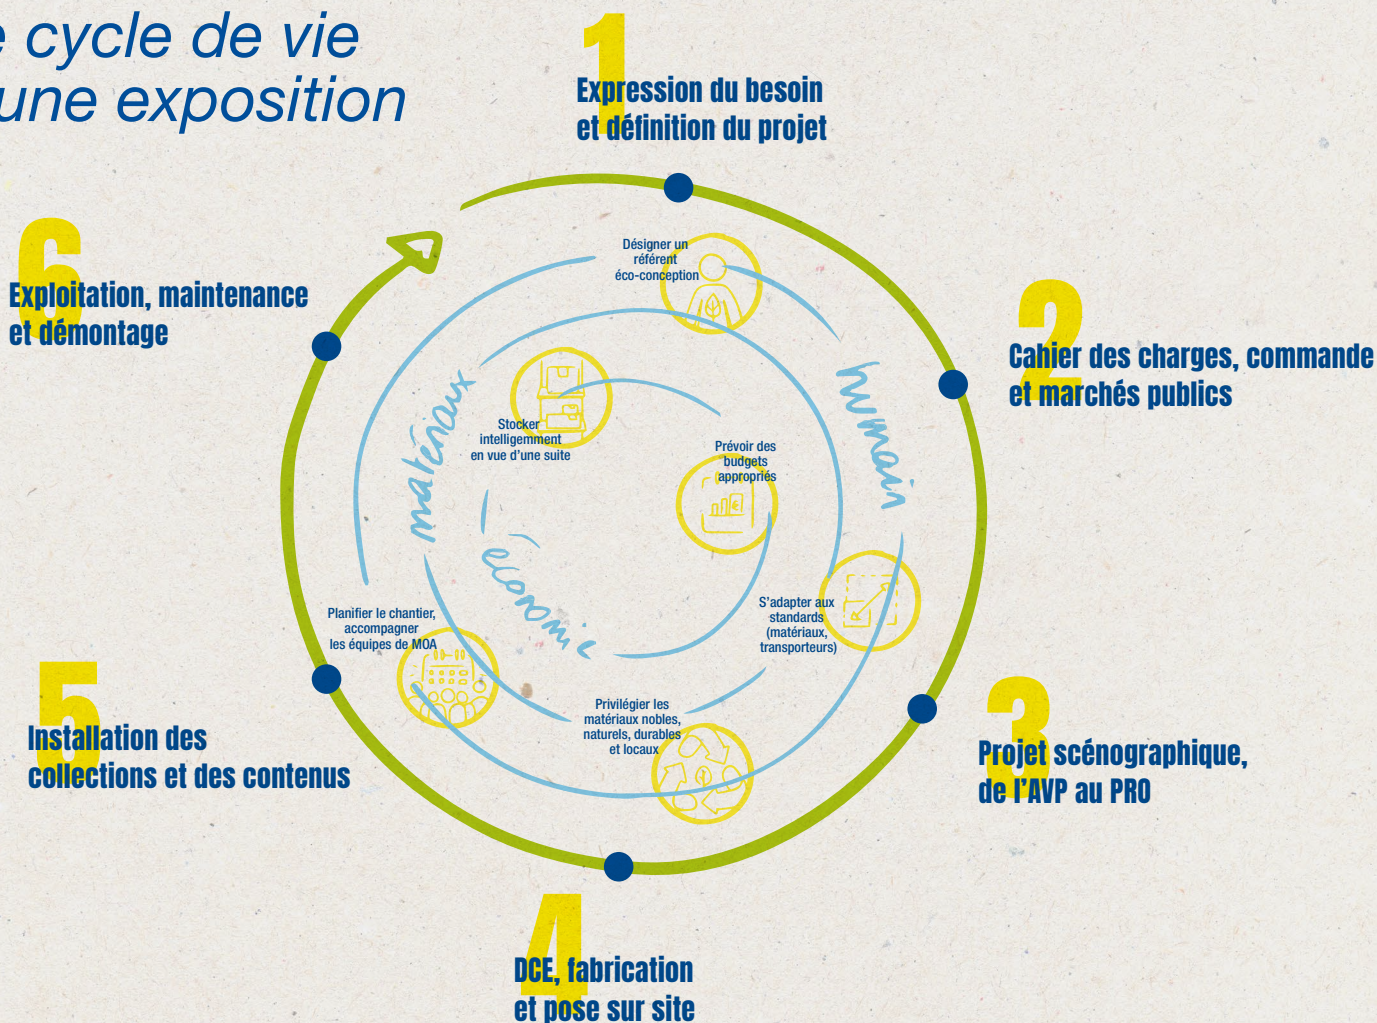 e cycle de vie
une exposition
1
Expression du besoin
et définition du projet
2
Cahier des charges, commande
et marchés publics
3
Projet scénographique,
de l'AVP au PRO
4
DCE, fabrication
et pose sur site
5
Installation des
collections et des contenus
6
Exploitation, maintenance
et démontage
Désigner un
référent
éco-conception
humain
matériaux
Stocker
intelligemment
en vue d'une suite
Prévoir des
budgets
appropriés
€
économie
S'adapter aux
standards
(matériaux,
transporteurs)
Planifier le chantier,
accompagner
les équipes de MOA
Privilégier les
matériaux nobles,
naturels, durables
et locaux